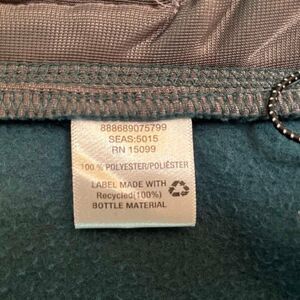 888689075799
SEAS:5015
RN 15099
100 % POLYESTER/POLIÉSTER
LABEL MADE WITH
Recycled(100%)
BOTTLE MATERIAL